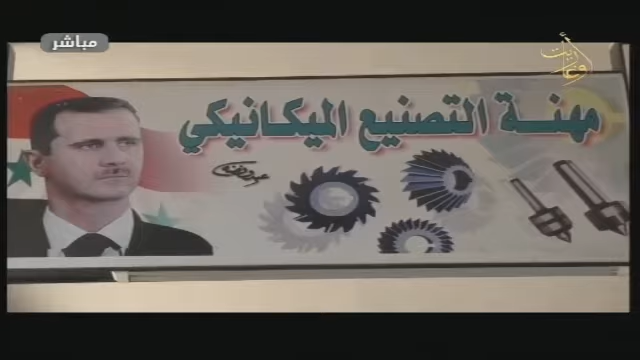 مباشر
مهنة التصنيع الميكانيكي